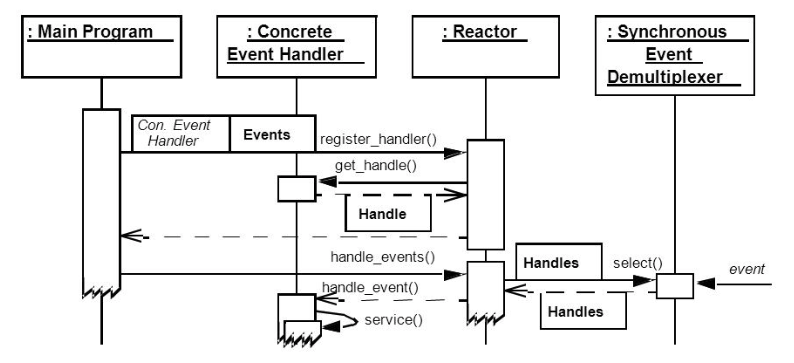 : Main Program
: Concrete
Event Handler
: Reactor
: Synchronous
Event
Demultiplexer
Con. Event
Handler
Events
register_handler()
get_handle()
Handle
handle_events()
Handles
select()
event
handle_event()
Handles
service()